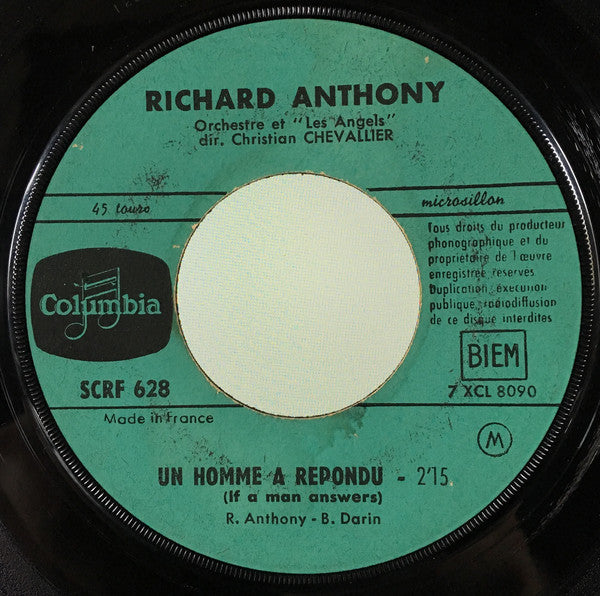 RICHARD ANTHONY
Orchestre et "Les Angels"
dir. Christian CHEVALLIER
45 tours
microsillon
Tous droits du producteur
phonographique et du
propriétaire de l'œuvre
enregistrée réservés
Duplication, exécution
publique, radiodiffusion
de ce disque interdites
Columbia
BIEM
SCRF 628
7 XCL 8090
Made in France
M
UN HOMME A REPONDU - 2'15
(If a man answers)
R. Anthony - B. Darin